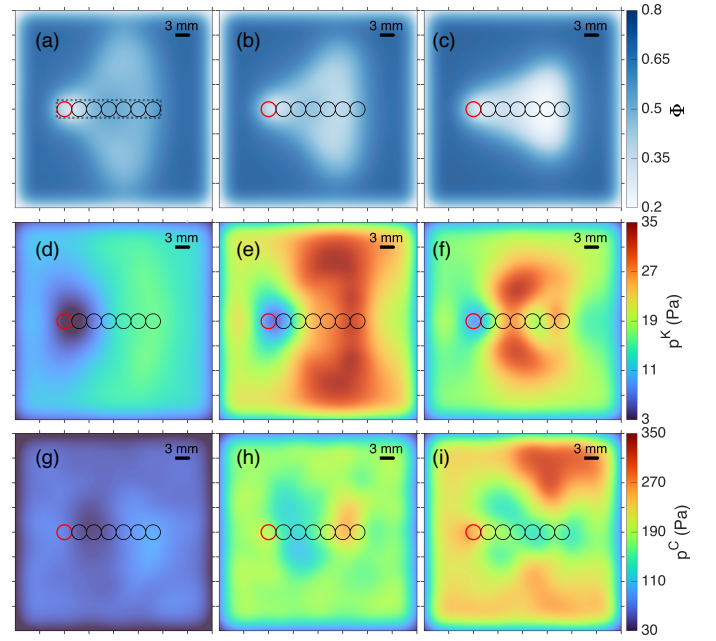 (a) 3 mm (b) 3 mm (c) 3 mm 0.8
0.65
0.5 Φ
0.35
0.2
(d) 3 mm (e) 3 mm (f) 3 mm 35
27
19 p^K (Pa)
11
3
(g) 3 mm (h) 3 mm (i) 3 mm 350
270
190 p^C (Pa)
110
30